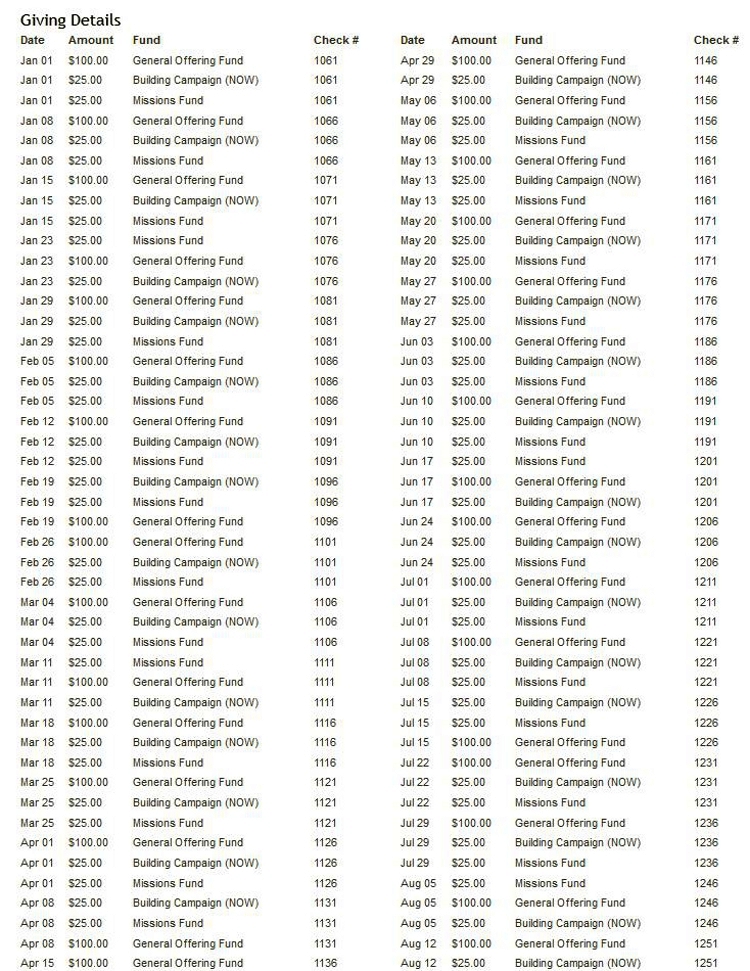 Giving Details
Date Amount Fund Check # Date Amount Fund Check #
Jan 01 $100.00 General Offering Fund 1061 Apr 29 $100.00 General Offering Fund 1146
Jan 01 $25.00 Building Campaign (NOW) 1061 Apr 29 $25.00 Building Campaign (NOW) 1146
Jan 01 $25.00 Missions Fund 1061 May 06 $100.00 General Offering Fund 1156
Jan 08 $100.00 General Offering Fund 1066 May 06 $25.00 Building Campaign (NOW) 1156
Jan 08 $25.00 Building Campaign (NOW) 1066 May 06 $25.00 Missions Fund 1156
Jan 08 $25.00 Missions Fund 1066 May 13 $100.00 General Offering Fund 1161
Jan 15 $100.00 General Offering Fund 1071 May 13 $25.00 Building Campaign (NOW) 1161
Jan 15 $25.00 Building Campaign (NOW) 1071 May 13 $25.00 Missions Fund 1161
Jan 15 $25.00 Missions Fund 1071 May 20 $100.00 General Offering Fund 1171
Jan 23 $25.00 Missions Fund 1076 May 20 $25.00 Building Campaign (NOW) 1171
Jan 23 $100.00 General Offering Fund 1076 May 20 $25.00 Missions Fund 1171
Jan 23 $25.00 Building Campaign (NOW) 1076 May 27 $100.00 General Offering Fund 1176
Jan 29 $100.00 General Offering Fund 1081 May 27 $25.00 Building Campaign (NOW) 1176
Jan 29 $25.00 Building Campaign (NOW) 1081 May 27 $25.00 Missions Fund 1176
Jan 29 $25.00 Missions Fund 1081 Jun 03 $100.00 General Offering Fund 1186
Feb 05 $100.00 General Offering Fund 1086 Jun 03 $25.00 Building Campaign (NOW) 1186
Feb 05 $25.00 Building Campaign (NOW) 1086 Jun 03 $25.00 Missions Fund 1186
Feb 05 $25.00 Missions Fund 1086 Jun 10 $100.00 General Offering Fund 1191
Feb 12 $100.00 General Offering Fund 1091 Jun 10 $25.00 Building Campaign (NOW) 1191
Feb 12 $25.00 Building Campaign (NOW) 1091 Jun 10 $25.00 Missions Fund 1191
Feb 12 $25.00 Missions Fund 1091 Jun 17 $25.00 Missions Fund 1201
Feb 19 $25.00 Building Campaign (NOW) 1096 Jun 17 $100.00 General Offering Fund 1201
Feb 19 $25.00 Missions Fund 1096 Jun 17 $25.00 Building Campaign (NOW) 1201
Feb 19 $100.00 General Offering Fund 1096 Jun 24 $100.00 General Offering Fund 1206
Feb 26 $100.00 General Offering Fund 1101 Jun 24 $25.00 Building Campaign (NOW) 1206
Feb 26 $25.00 Building Campaign (NOW) 1101 Jun 24 $25.00 Missions Fund 1206
Feb 26 $25.00 Missions Fund 1101 Jul 01 $100.00 General Offering Fund 1211
Mar 04 $100.00 General Offering Fund 1106 Jul 01 $25.00 Building Campaign (NOW) 1211
Mar 04 $25.00 Building Campaign (NOW) 1106 Jul 01 $25.00 Missions Fund 1211
Mar 04 $25.00 Missions Fund 1106 Jul 08 $100.00 General Offering Fund 1221
Mar 11 $25.00 Missions Fund 1111 Jul 08 $25.00 Building Campaign (NOW) 1221
Mar 11 $100.00 General Offering Fund 1111 Jul 08 $25.00 Missions Fund 1221
Mar 11 $25.00 Building Campaign (NOW) 1111 Jul 15 $25.00 Building Campaign (NOW) 1226
Mar 18 $100.00 General Offering Fund 1116 Jul 15 $25.00 Missions Fund 1226
Mar 18 $25.00 Building Campaign (NOW) 1116 Jul 15 $100.00 General Offering Fund 1226
Mar 18 $25.00 Missions Fund 1116 Jul 22 $100.00 General Offering Fund 1231
Mar 25 $100.00 General Offering Fund 1121 Jul 22 $25.00 Building Campaign (NOW) 1231
Mar 25 $25.00 Building Campaign (NOW) 1121 Jul 22 $25.00 Missions Fund 1231
Mar 25 $25.00 Missions Fund 1121 Jul 29 $100.00 General Offering Fund 1236
Apr 01 $100.00 General Offering Fund 1126 Jul 29 $25.00 Building Campaign (NOW) 1236
Apr 01 $25.00 Building Campaign (NOW) 1126 Jul 29 $25.00 Missions Fund 1236
Apr 01 $25.00 Missions Fund 1126 Aug 05 $25.00 Missions Fund 1246
Apr 08 $25.00 Building Campaign (NOW) 1131 Aug 05 $100.00 General Offering Fund 1246
Apr 08 $25.00 Missions Fund 1131 Aug 05 $25.00 Building Campaign (NOW) 1246
Apr 08 $100.00 General Offering Fund 1131 Aug 12 $100.00 General Offering Fund 1251
Apr 15 $100.00 General Offering Fund 1136 Aug 12 $25.00 Building Campaign (NOW) 1251